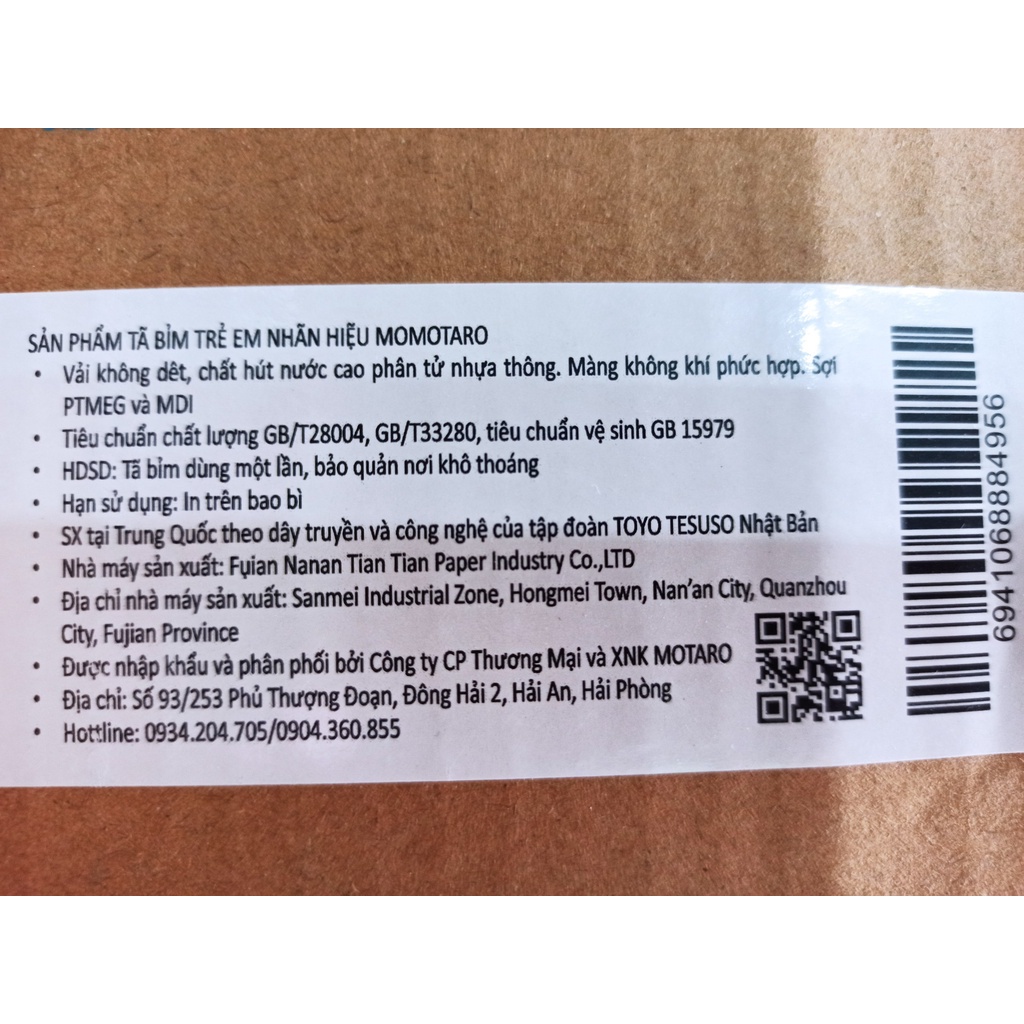 SẢN PHẨM TÃ BỈM TRẺ EM NHÃN HIỆU MOMOTARO
• Vải không dêt, chất hút nước cao phân tử nhựa thông. Màng không khí phức hợp. Sợi
PTMEG và MDI
• Tiêu chuẩn chất lượng GB/T28004, GB/T33280, tiêu chuẩn vệ sinh GB 15979
• HDSD: Tã bỉm dùng một lần, bảo quản nơi khô thoáng
• Hạn sử dụng: In trên bao bì
• SX tại Trung Quốc theo dây truyền và công nghệ của tập đoàn TOYO TESUSO Nhật Bản
• Nhà máy sản xuất: Fụian Nanan Tian Tian Paper Industry Co.,LTD
• Địa chỉ nhà máy sản xuất: Sanmei Industrial Zone, Hongmei Town, Nan’an City, Quanzhou
City, Fujian Province
• Được nhập khẩu và phân phối bởi Công ty CP Thương Mại và XNK MOTARO
• Địa chỉ: Số 93/253 Phủ Thượng Đoạn, Đông Hải 2, Hải An, Hải Phòng
• Hottline: 0934.204.705/0904.360.855
6941068884956